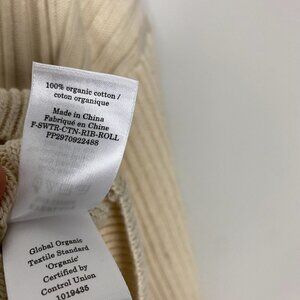 100% organic cotton /
coton organique
Made in China
Fabriqué en Chine
F-SWTR-CTN-RIB-ROLL
PP2970922488
Global Organic
Textile Standard
'Organic'
Certified by
Control Union
1019435